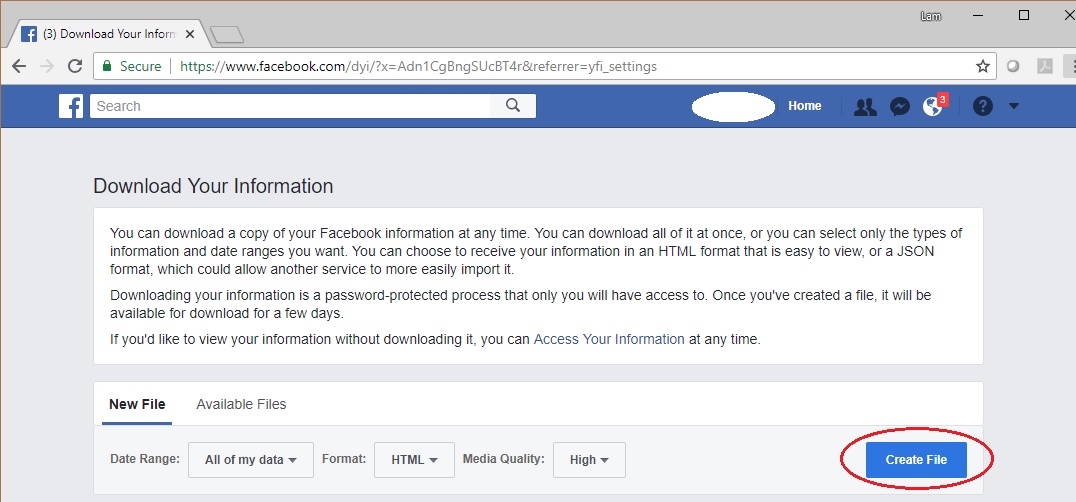 Lam
(3) Download Your Inform
Secure https://www.facebook.com/dyi/?x=Adn1CgBngSUcBT4r&referrer=yfi_settings
Search Home 3
Download Your Information
You can download a copy of your Facebook information at any time. You can download all of it at once, or you can select only the types of
information and date ranges you want. You can choose to receive your information in an HTML format that is easy to view, or a JSON
format, which could allow another service to more easily import it.
Downloading your information is a password-protected process that only you will have access to. Once you've created a file, it will be
available for download for a few days.
If you'd like to view your information without downloading it, you can Access Your Information at any time.
New File Available Files
Date Range: All of my data Format: HTML Media Quality: High Create File